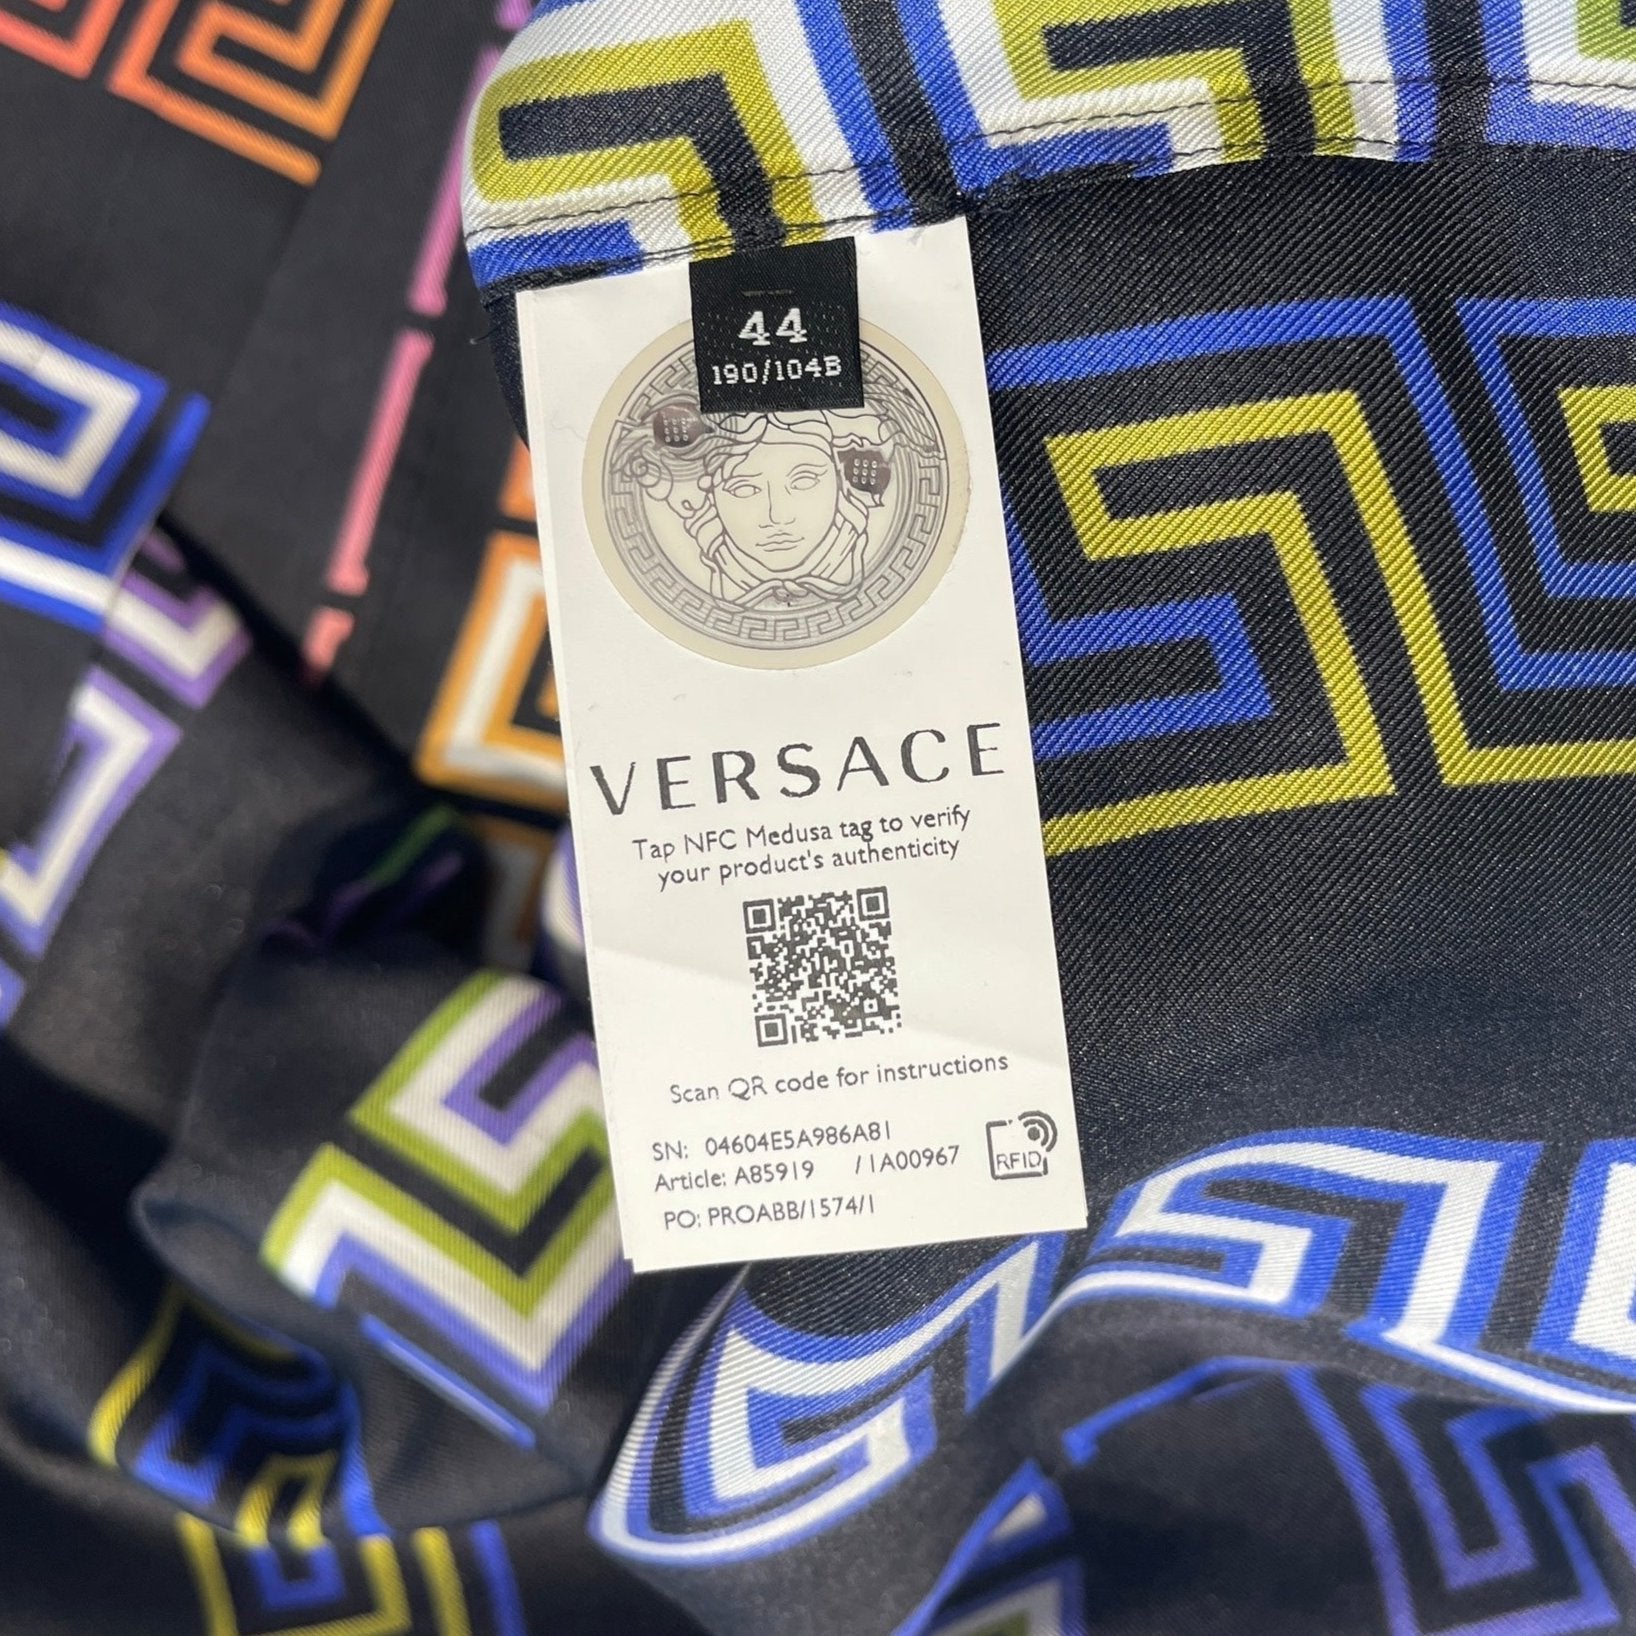 44
190/104B
VERSACE
Tap NFC Medusa tag to verify
your product's authenticity
Scan QR code for instructions
SN: 04604E5A986A81
Article: A85919 / 1A00967
RFID
PO: PROABB/1574/1